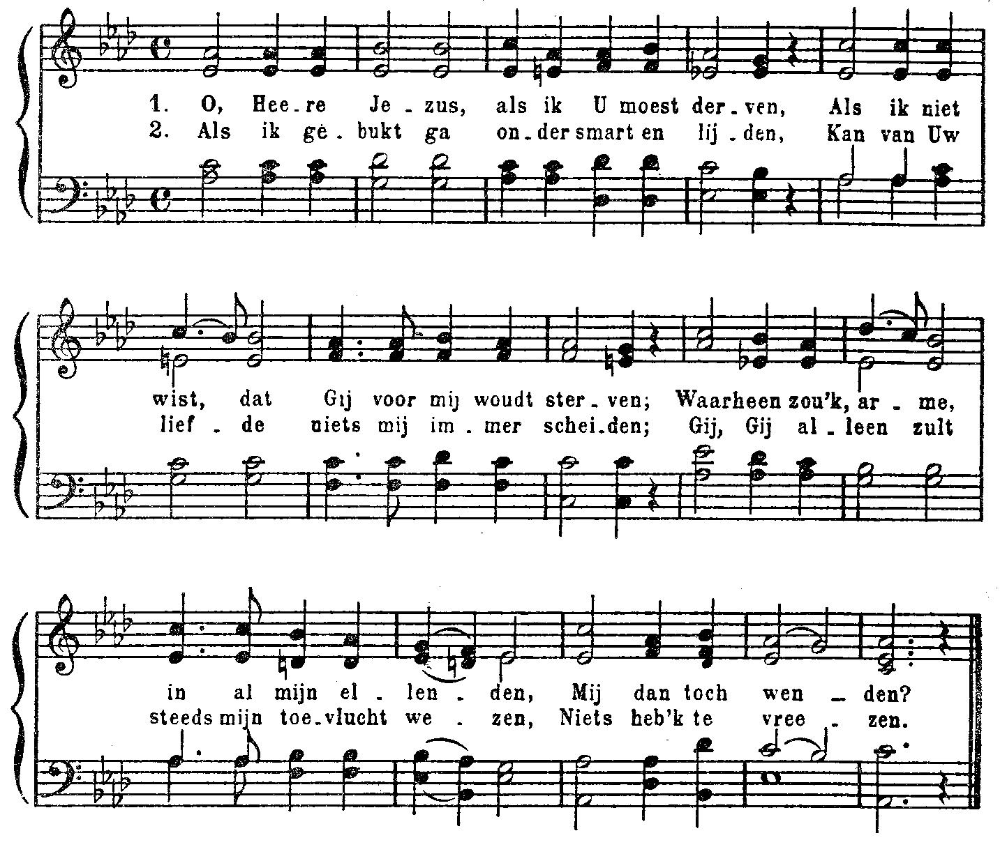 1. O, Hee-re Je-zus, als ik U moest der-ven, Als ik niet
2. Als ik ge-bukt ga on-der smart en lij-den, Kan van Uw
wist, dat Gij voor mij woudt ster-ven; Waarheen zou'k, ar-me,
lief-de niets mij im-mer schei-den; Gij, Gij al-leen zult
in al mijn el-len-den, Mij dan toch wen-den?
steeds mijn toe-vlucht we-zen, Niets heb'k te vree-zen.